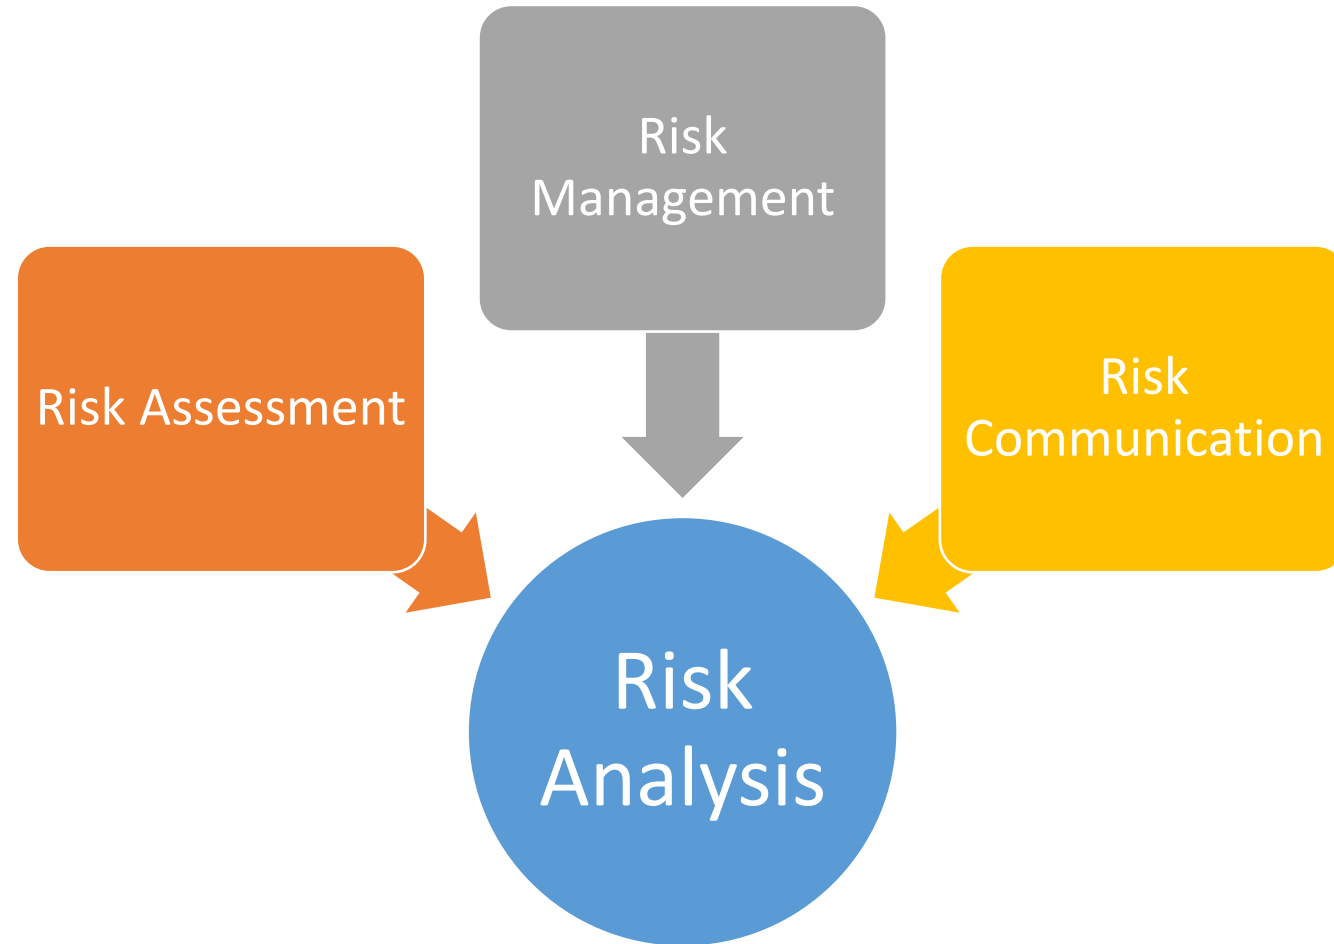 Risk
Management
Risk Assessment
Risk
Communication
Risk
Analysis